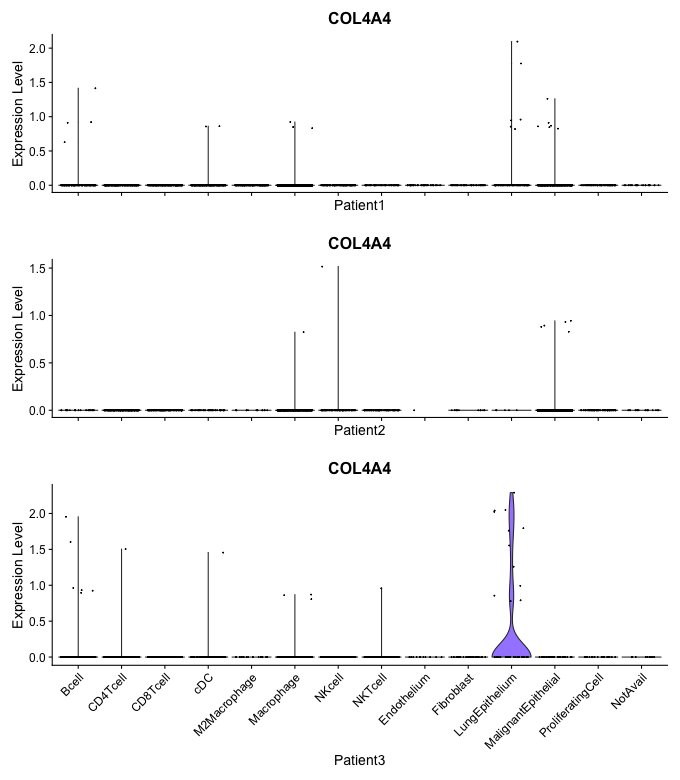 COL4A4
Expression Level
2.0
1.5
1.0
0.5
0.0
Patient1
COL4A4
Expression Level
1.5
1.0
0.5
0.0
Patient2
COL4A4
Expression Level
2.0
1.5
1.0
0.5
0.0
Bcell
CD4Tcell
CD8Tcell
cDC
M2Macrophage
Macrophage
NKcell
NKTcell
Endothelium
Fibroblast
LungEpithelium
MalignantEpithelial
ProliferatingCell
NotAvail
Patient3